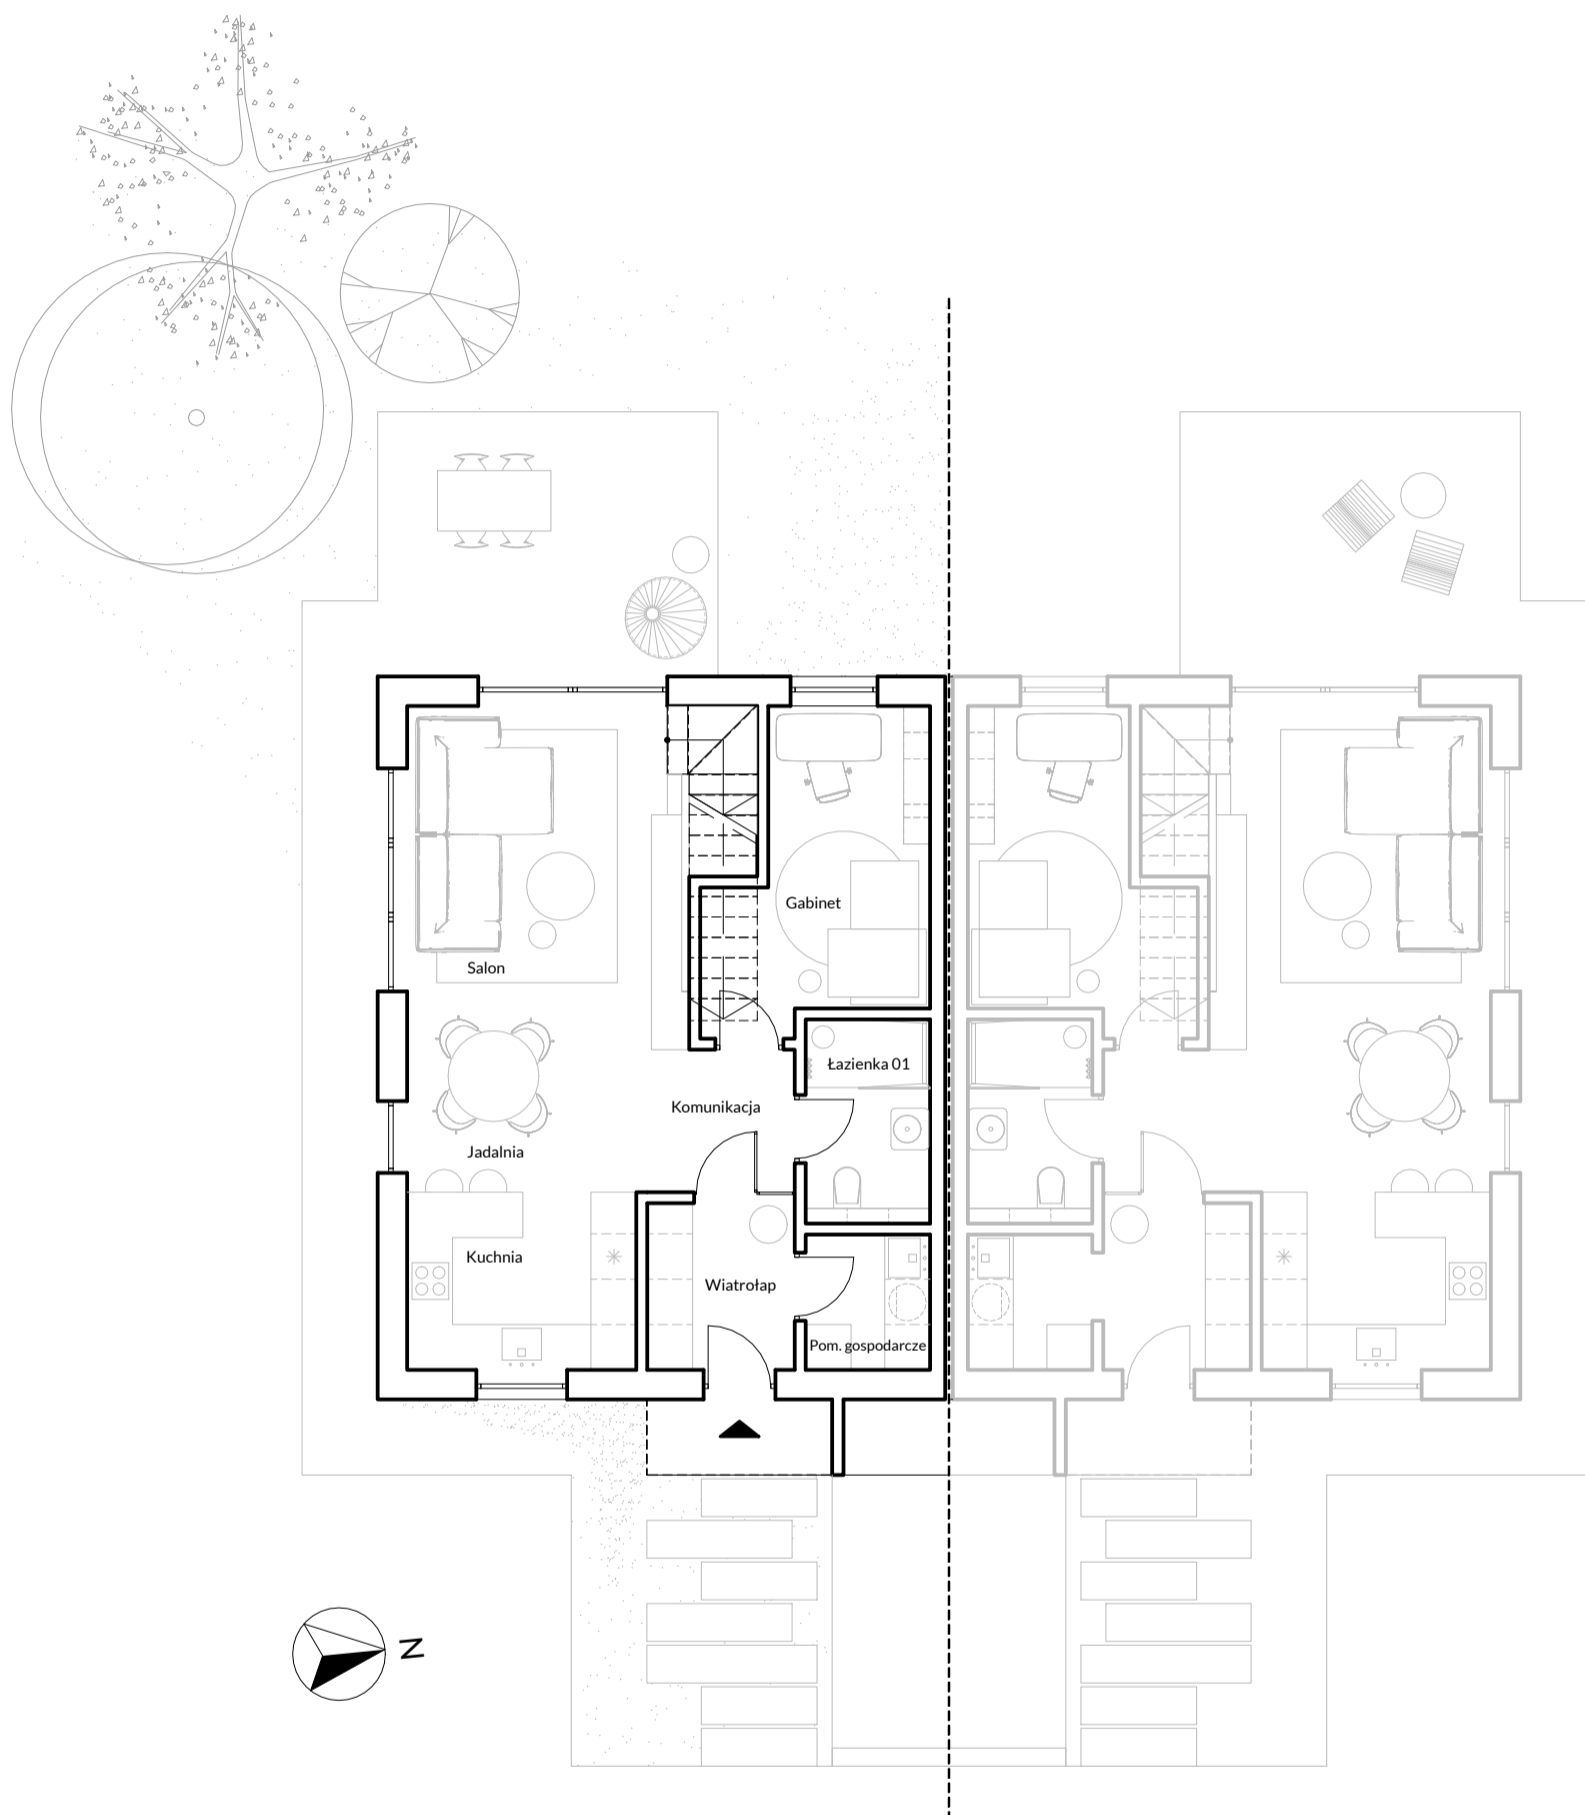 Gabinet
Salon
Łazienka 01
Komunikacja
Jadalnia
Kuchnia
Wiatrołap
Pom. gospodarcze
N